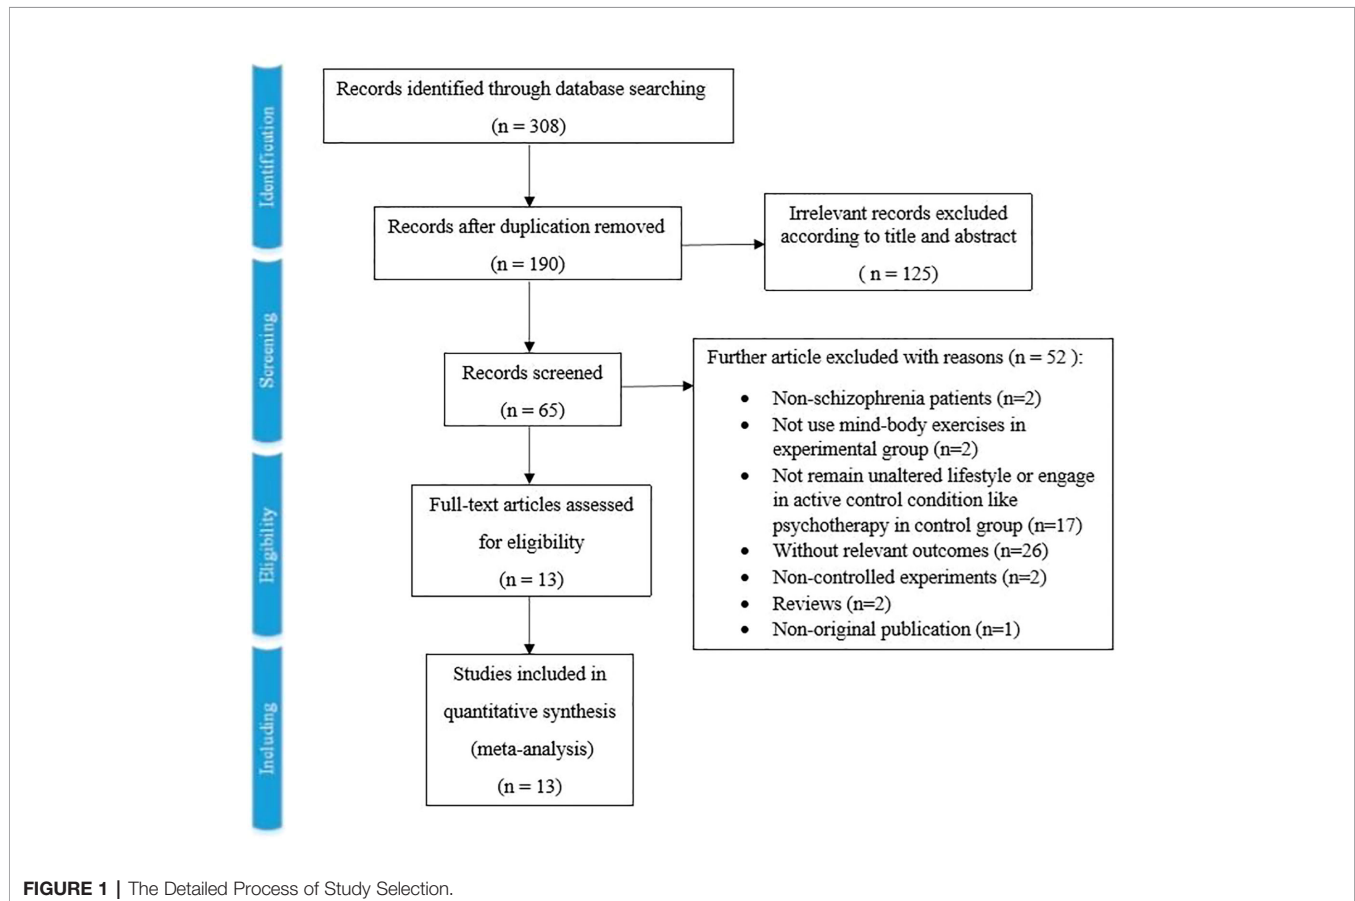 Identification
Records identified through database searching
(n = 308)
Records after duplication removed
(n = 190)
Irrelevant records excluded
according to title and abstract
( n = 125)
Screening
Records screened
(n = 65)
Further article excluded with reasons (n = 52 ):
• Non-schizophrenia patients (n=2)
• Not use mind-body exercises in
experimental group (n=2)
• Not remain unaltered lifestyle or engage
in active control condition like
psychotherapy in control group (n=17)
• Without relevant outcomes (n=26)
• Non-controlled experiments (n=2)
• Reviews (n=2)
• Non-original publication (n=1)
Eligibility
Full-text articles assessed
for eligibility
(n = 13)
Including
Studies included in
quantitative synthesis
(meta-analysis)
(n = 13)
FIGURE 1 | The Detailed Process of Study Selection.